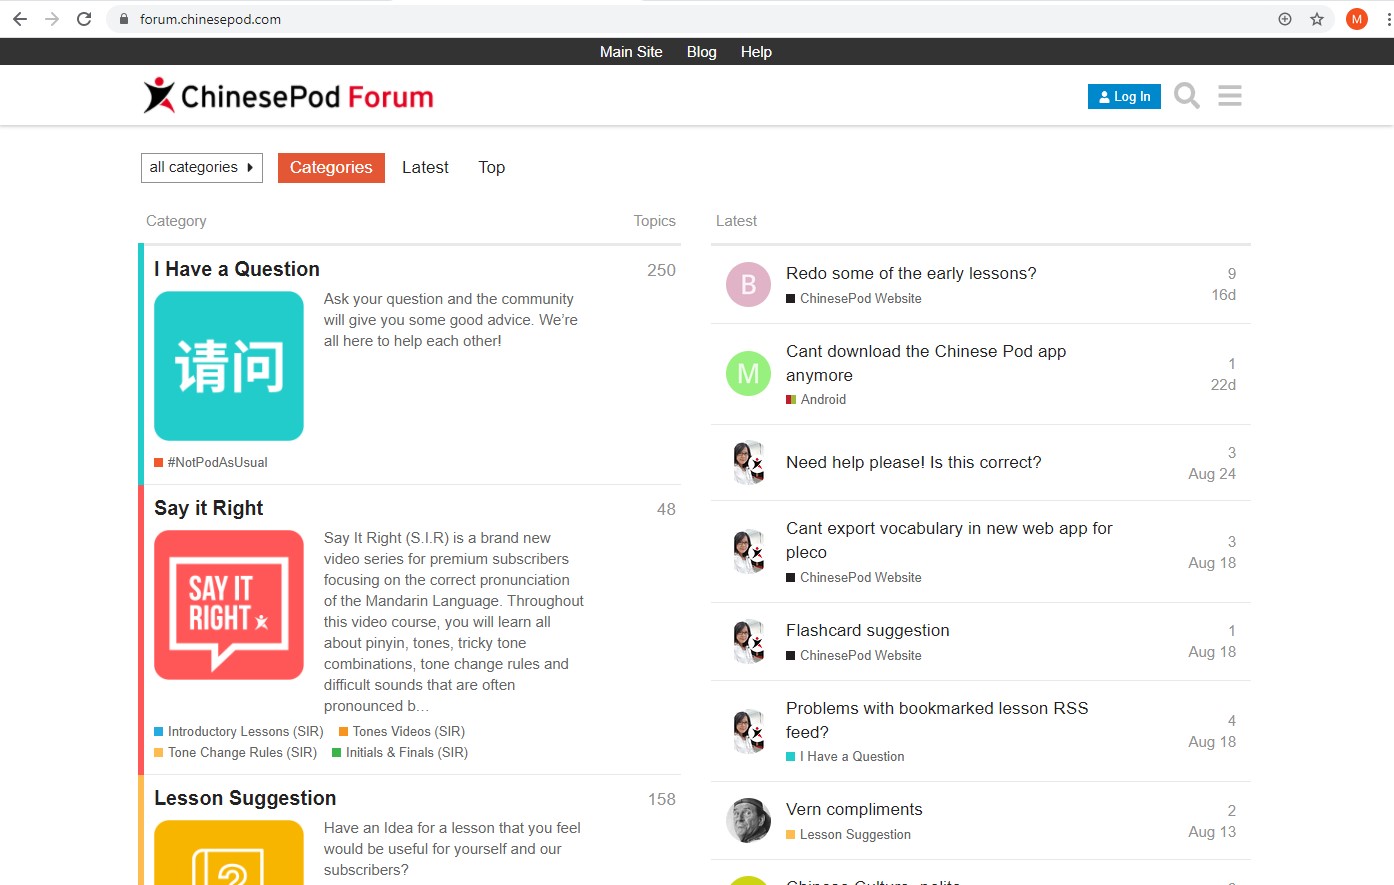 forum.chinesepod.com
M
Main Site Blog Help
ChinesePod Forum
Log In
all categories Categories Latest Top
Category Topics
I Have a Question 250
请问
Ask your question and the community
will give you some good advice. We’re
all here to help each other!
#NotPodAsUsual
Say it Right 48
SAY IT
RIGHT
Say It Right (S.I.R) is a brand new
video series for premium subscribers
focusing on the correct pronunciation
of the Mandarin Language. Throughout
this video course, you will learn all
about pinyin, tones, tricky tone
combinations, tone change rules and
difficult sounds that are often
pronounced b…
Introductory Lessons (SIR) Tones Videos (SIR)
Tone Change Rules (SIR) Initials & Finals (SIR)
Lesson Suggestion 158
?
Have an Idea for a lesson that you feel
would be useful for yourself and our
subscribers?
Latest
B
Redo some of the early lessons? 9
ChinesePod Website 16d
M
Cant download the Chinese Pod app
anymore 1
Android 22d
Need help please! Is this correct? 3
Aug 24
Cant export vocabulary in new web app for
pleco 3
ChinesePod Website Aug 18
Flashcard suggestion 1
ChinesePod Website Aug 18
Problems with bookmarked lesson RSS
feed? 4
I Have a Question Aug 18
Vern compliments 2
Lesson Suggestion Aug 13